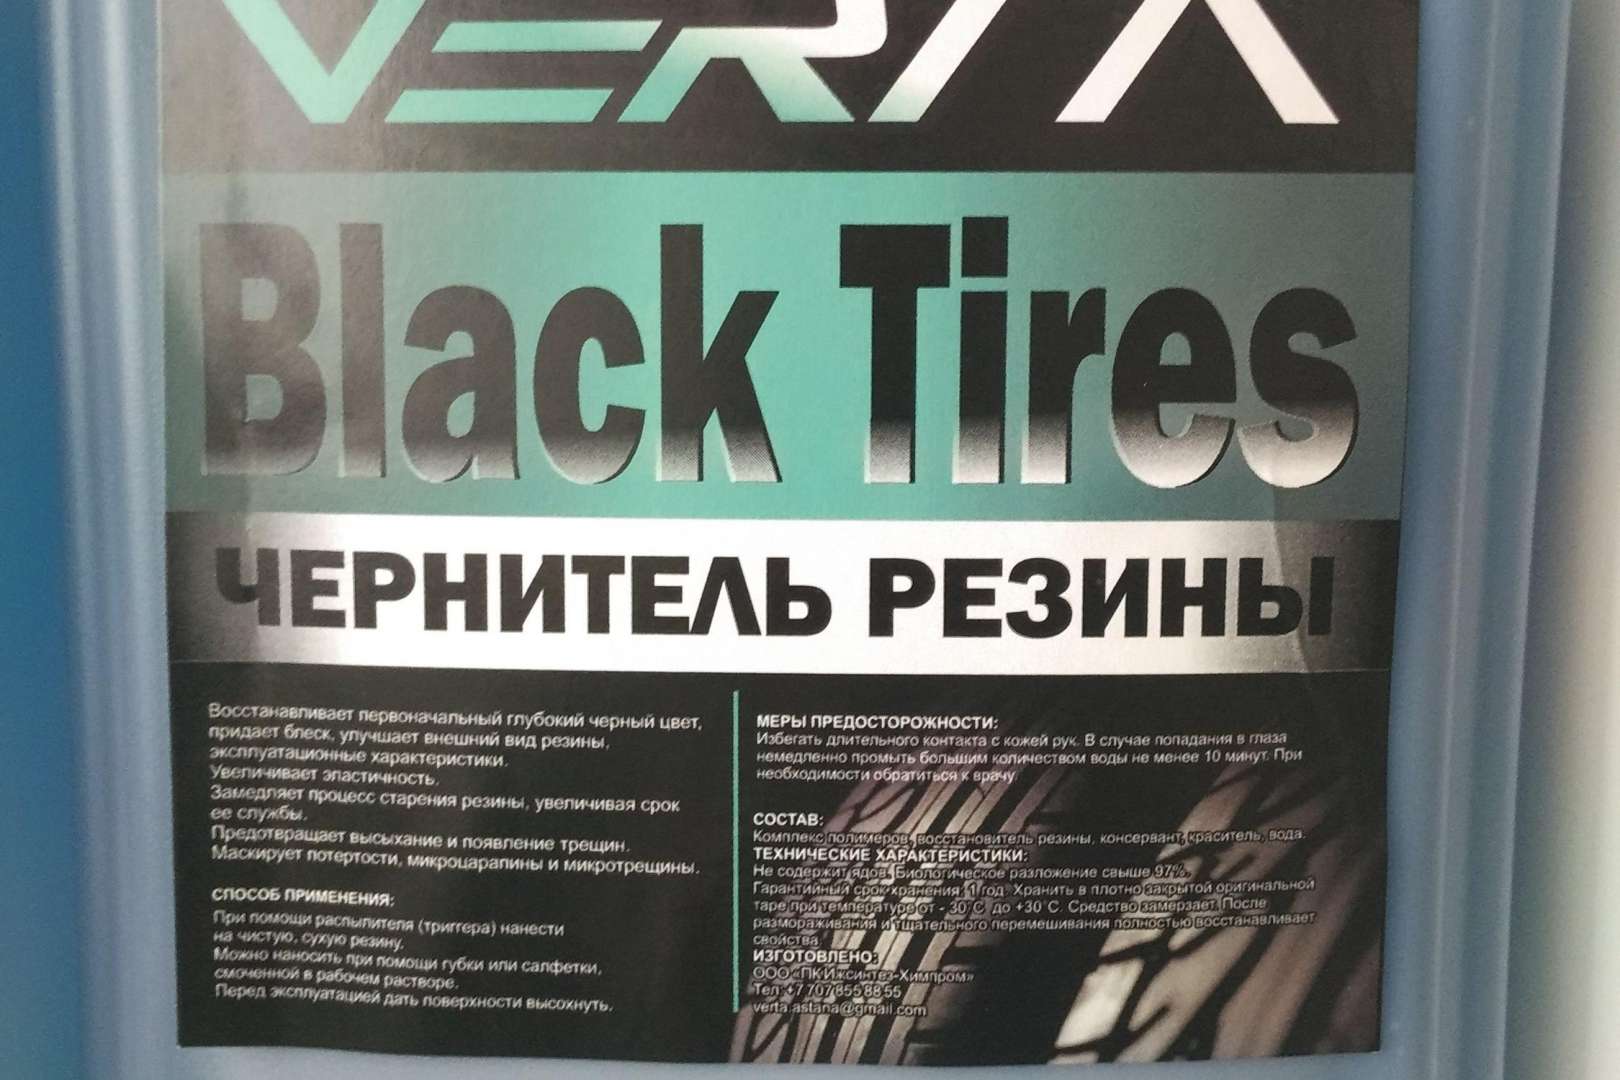 VERTA
Black Tires
ЧЕРНИТЕЛЬ РЕЗИНЫ
Восстанавливает первоначальный глубокий черный цвет,
придает блеск, улучшает внешний вид резины,
эксплуатационные характеристики.
Увеличивает эластичность.
Замедляет процесс старения резины, увеличивая срок
ее службы.
Предотвращает высыхание и появление трещин.
Маскирует потертости, микроцарапины и микротрещины.
СПОСОБ ПРИМЕНЕНИЯ:
При помощи распылителя (триггера) нанести
на чистую, сухую резину.
Можно наносить при помощи губки или салфетки,
смоченной в рабочем растворе.
Перед эксплуатацией дать поверхности высохнуть.
МЕРЫ ПРЕДОСТОРОЖНОСТИ:
Избегать длительного контакта с кожей рук. В случае попадания в глаза
немедленно промыть большим количеством воды не менее 10 минут. При
необходимости обратиться к врачу.
СОСТАВ:
Комплекс полимеров, восстановитель резины, консервант, краситель, вода.
ТЕХНИЧЕСКИЕ ХАРАКТЕРИСТИКИ:
Не содержит ядов. Биологическое разложение свыше 97%.
Гарантийный срок хранения: 1 год. Хранить в плотно закрытой оригинальной
таре при температуре от - 30°С до +30°С. Средство замерзает. После
размораживания и тщательного перемешивания полностью восстанавливает
свойства.
ИЗГОТОВЛЕНО:
ООО «ПК Ижсинтез-Химпром»
Тел: +7 707 855 88 55
verta.astana@gmail.com